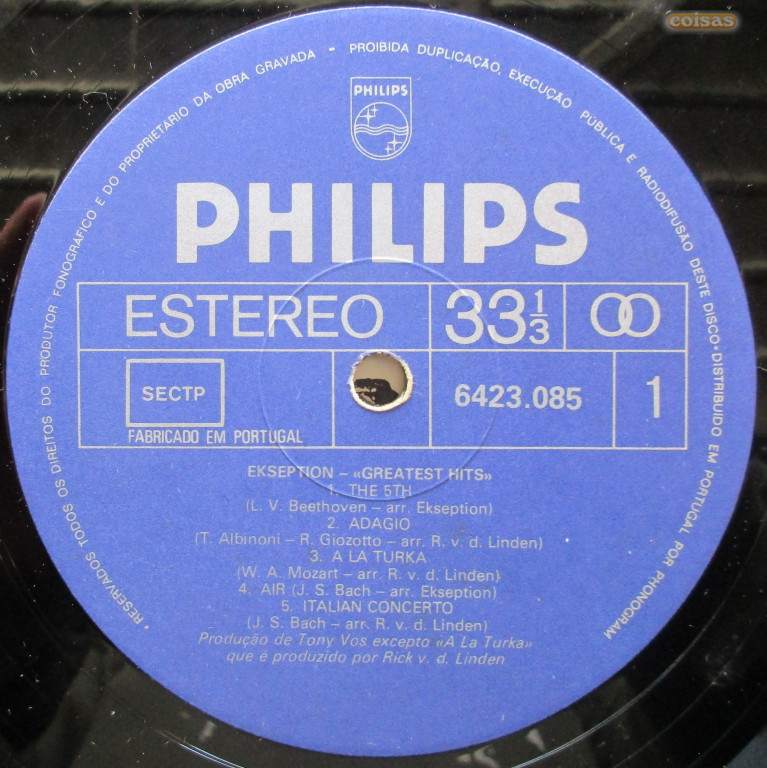 coisas
RESERVADOS TODOS OS DIREITOS DO PRODUTOR FONOGRÁFICO E DO PROPRIETARIO DA OBRA GRAVADA - PROIBIDA DUPLICAÇÃO, EXECUÇÃO PÚBLICA E RADIODIFUSÃO DESTE DISCO • DISTRIBUIDO EM PORTUGAL POR PHONOGRAM •
PHILIPS
PHILIPS
ESTEREO 33 1/3
SECTP 6423.085 1
FABRICADO EM PORTUGAL
EKSEPTION – «GREATEST HITS»
1. THE 5TH
(L. V. Beethoven – arr. Ekseption)
2. ADAGIO
(T. Albinoni – R. Giozotto – arr. R. v. d. Linden)
3. A LA TURKA
(W. A. Mozart – arr. R. v. d. Linden)
4. AIR (J. S. Bach – arr. Ekseption)
5. ITALIAN CONCERTO
(J. S. Bach – arr. R. v. d. Linden)
Produção de Tony Vos excepto «A La Turka»
que é produzido por Rick v. d. Linden